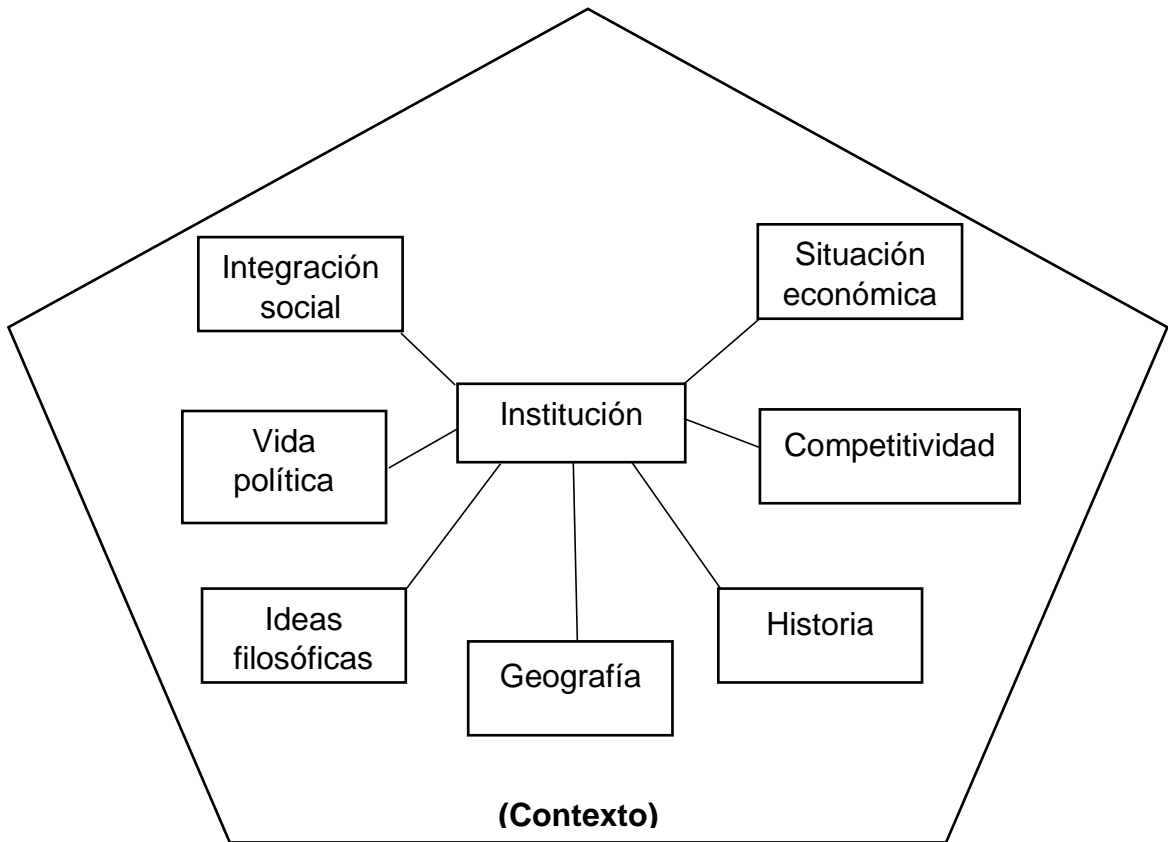 Integración
social
Situación
económica
Institución
Vida
política
Competitividad
Ideas
filosóficas
Geografía
Historia
(Contexto)